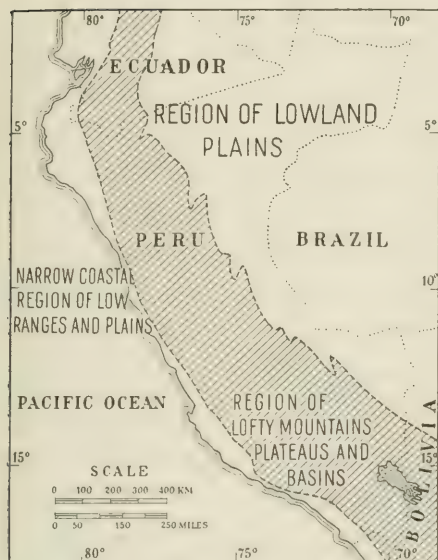 80° 75° 70°
ECUADOR
REGION OF LOWLAND
PLAINS
5° 5°
PERU BRAZIL
NARROW COASTAL
REGION OF LOW
RANGES AND PLAINS
10°
PACIFIC OCEAN
REGION OF
LOFTY MOUNTAINS
PLATEAUS AND
BASINS
15° 15°
BOLIVIA
SCALE
0 100 200 300 400 KM
0 50 150 250 MILES
80° 75° 70°